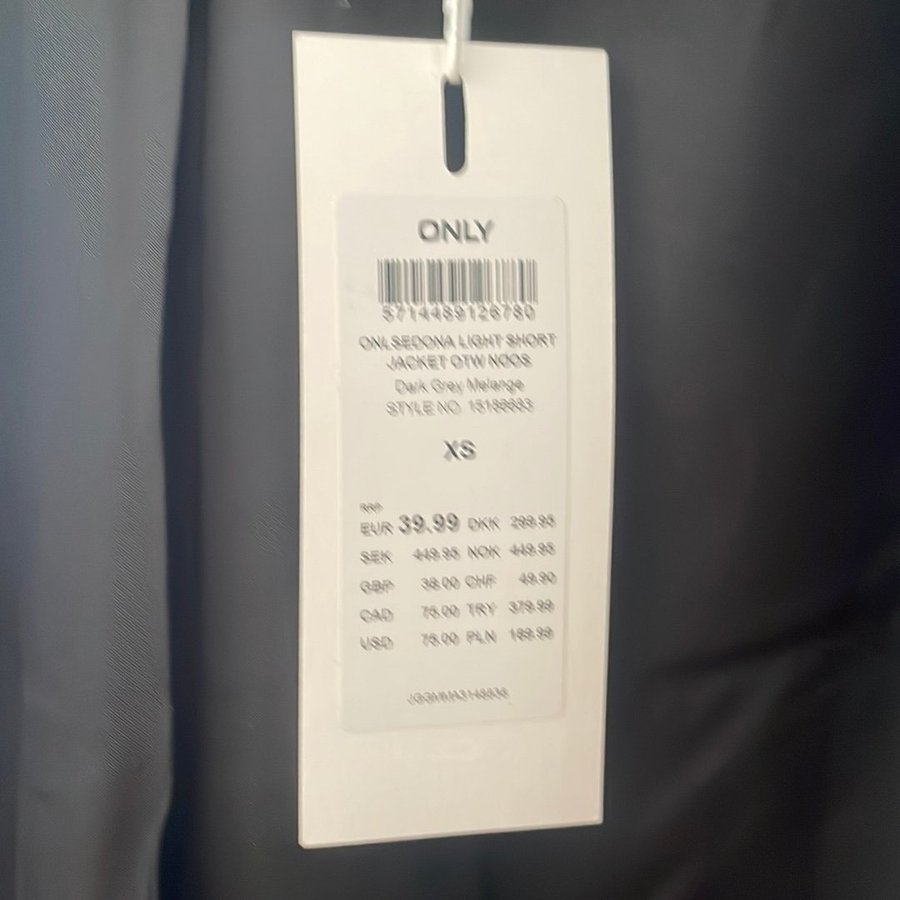 ONLY
5714489126780
ONLSEDONA LIGHT SHORT
JACKET OTW NOOS
Dark Grey Melange
STYLE NO.
XS
RRP
EUR 39.99 DKK 299.95
SEK 449.95 NOK 449.95
GBP 38.00 CHF 49.90
CAD 75.00 TRY 379.99
USD 75.00 PLN 189.99